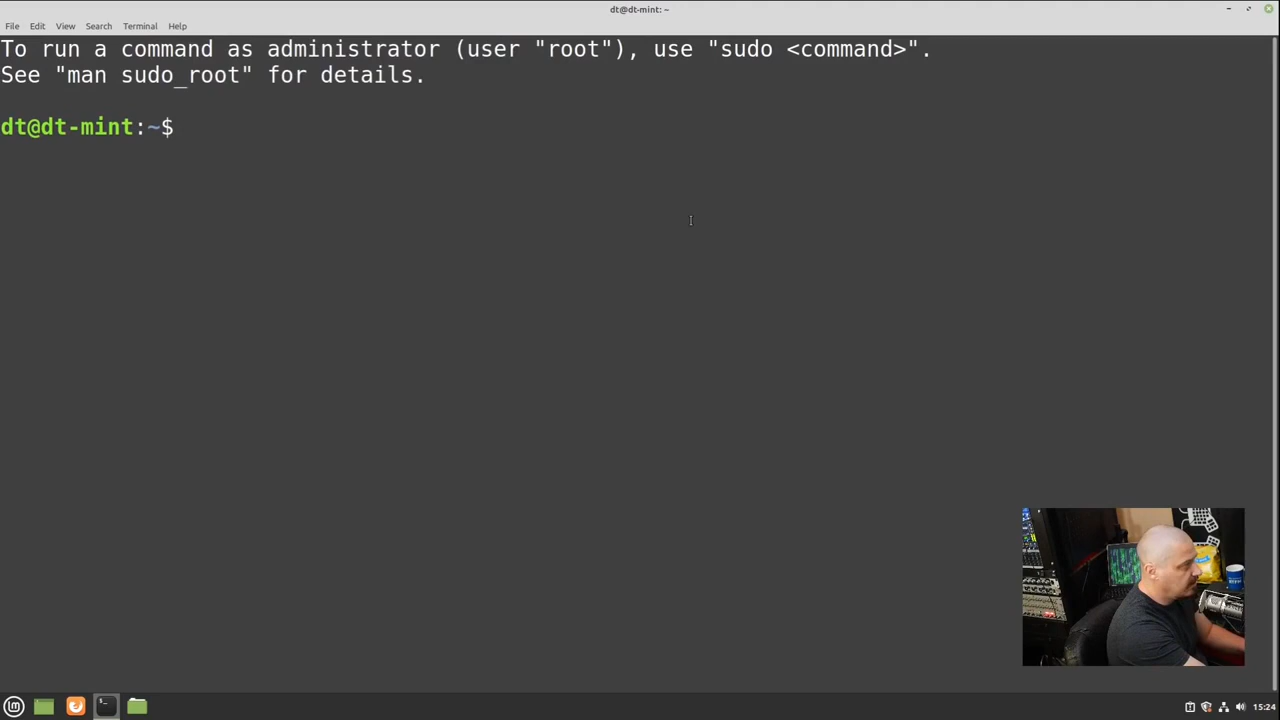 dt@dt-mint: ~
File Edit View Search Terminal Help
To run a command as administrator (user "root"), use "sudo <command>".
See "man sudo_root" for details.
dt@dt-mint:~$
15:24